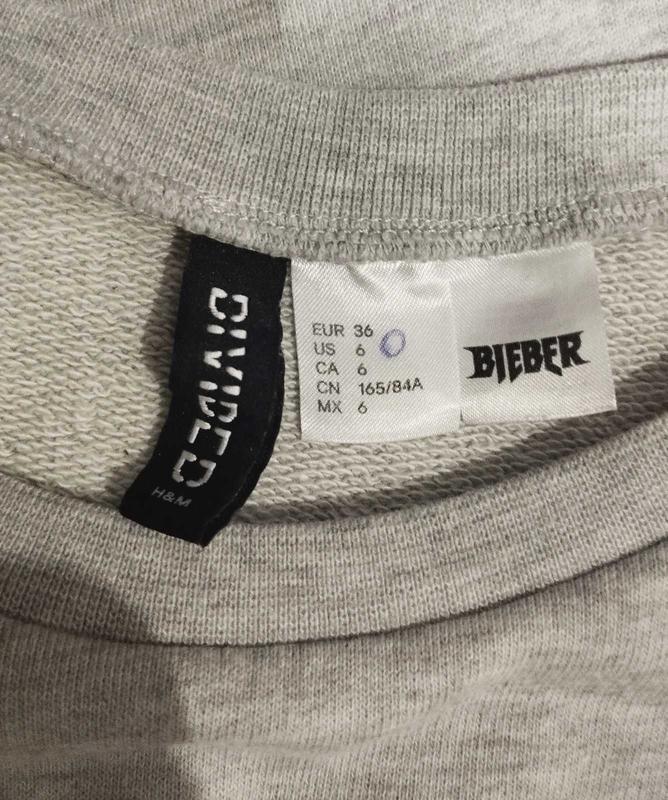 DIVIDED
H&M
EUR 36
US 6
CA 6
CN 165/84A
MX 6
BIEBER